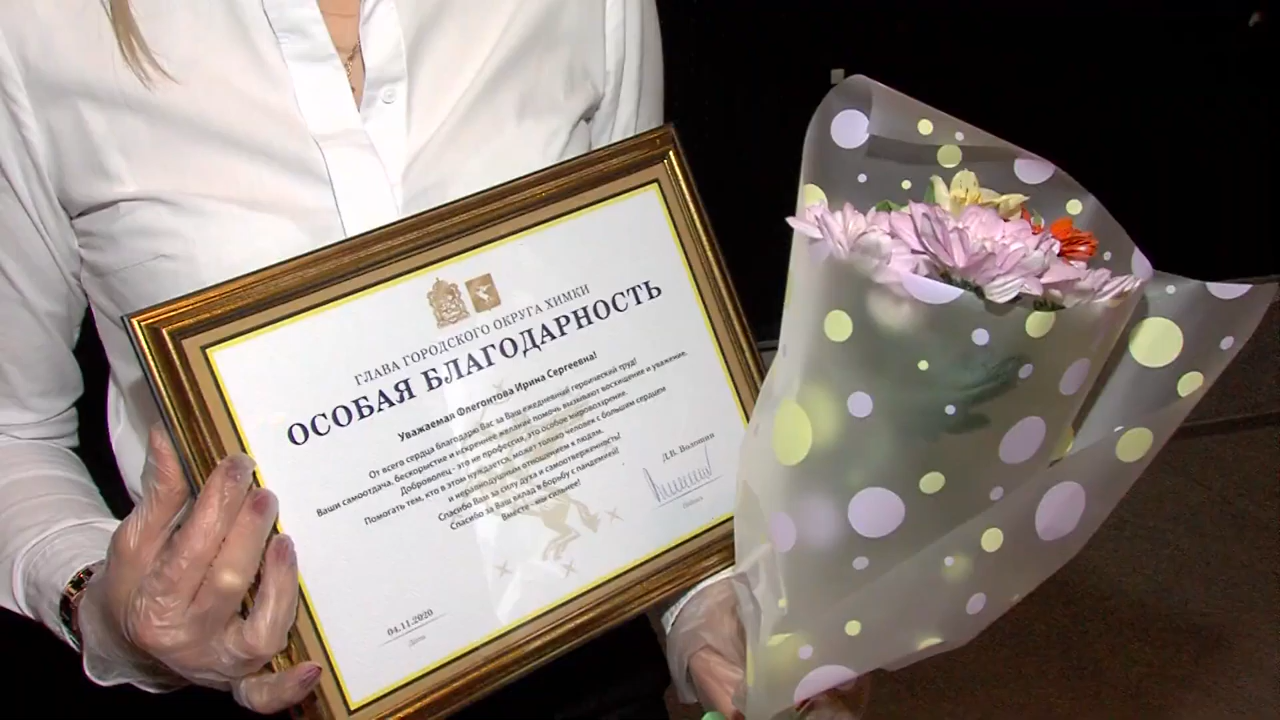 ГЛАВА ГОРОДСКОГО ОКРУГА ХИМКИ
ОСОБАЯ БЛАГОДАРНОСТЬ
Уважаемая Флегонтова Ирина Сергеевна!
От всего сердца благодарю Вас за Ваш ежедневный героический труд!
Ваши самоотдача, бескорыстие и искреннее желание помочь вызывают восхищение и уважение.
Доброволец - это не профессия, это особое мировоззрение.
Помогать тем, кто в этом нуждается, может только человек с большим сердцем
и неравнодушным отношением к людям.
Спасибо Вам за силу духа и самоотверженность!
Спасибо за Ваш вклад в борьбу с пандемией!
Вместе - мы сильнее!
Д.В. Волошин
04.11.2020